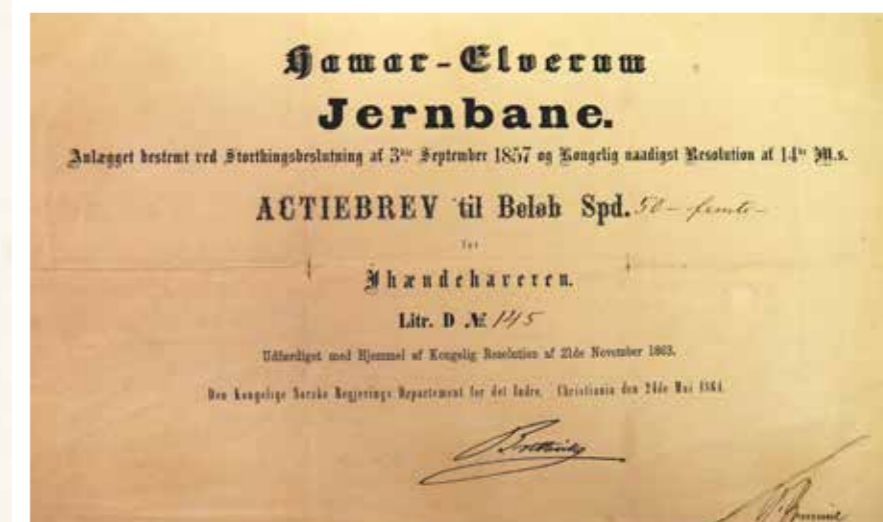 Hamar-Elverum
Jernbane.
Anlægget bestemt ved Storthingsbeslutning af 3die September 1857 og Kongelig naadigst Resolution af 14de M.s.
ACTIEBREV til Beløb Spd. 50 - femti -
for
Ihændehaveren.
Litr. D № 145
Udfærdiget med Hjemmel af Kongelig Resolution af 21de November 1863.
Den Kongelige Norske Regjerings Departement for det Indre, Christiania den 24de Mai 1864.